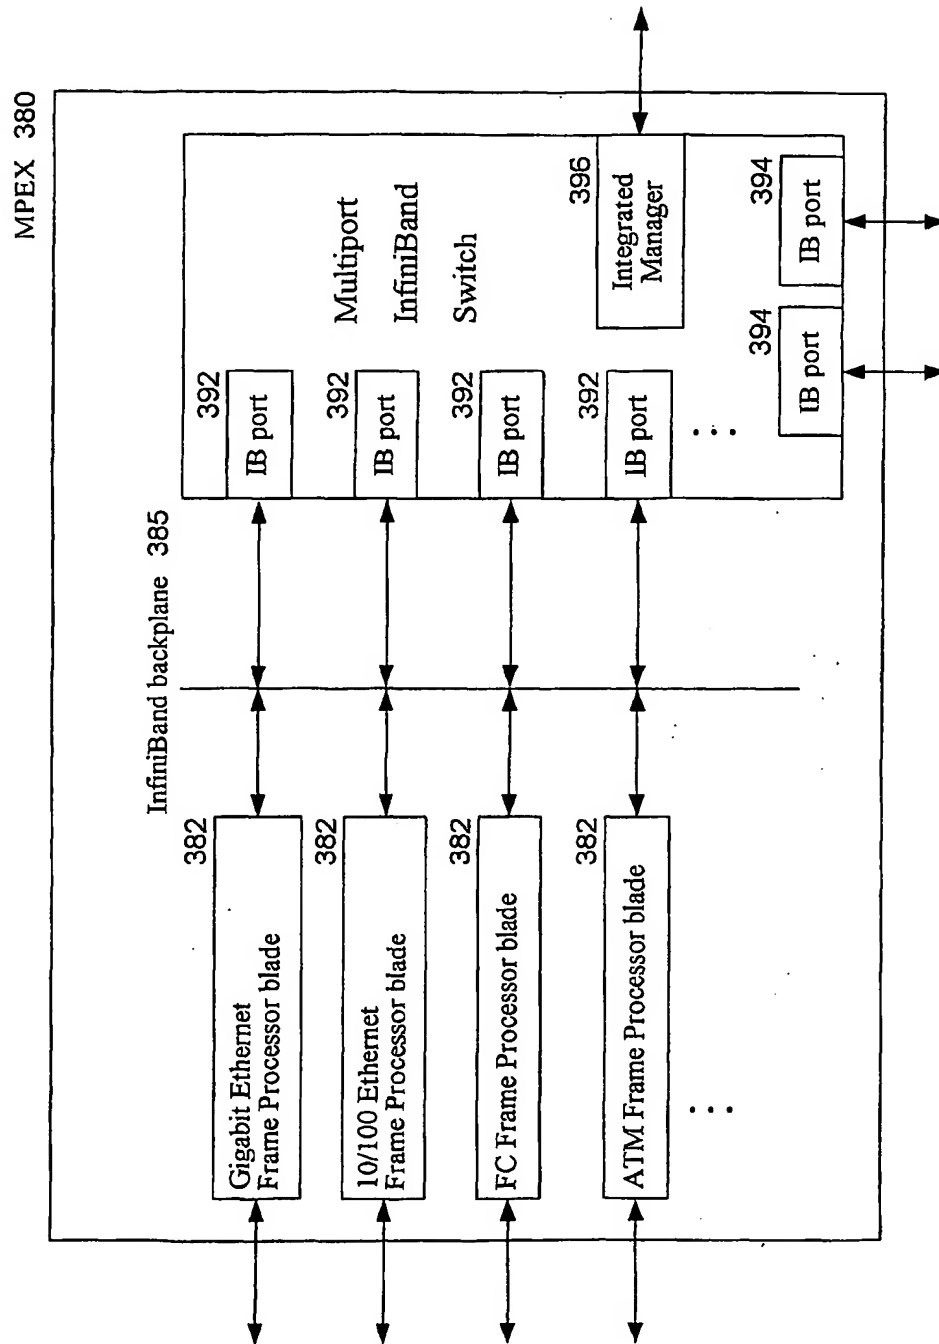 MPEX 380
InfiniBand backplane 385
382
Gigabit Ethernet
Frame Processor blade
382
10/100 Ethernet
Frame Processor blade
382
FC Frame Processor blade
382
ATM Frame Processor blade
...
392
IB port
392
IB port
392
IB port
392
IB port
...
Multiport
InfiniBand
Switch
396
Integrated
Manager
394
IB port
394
IB port